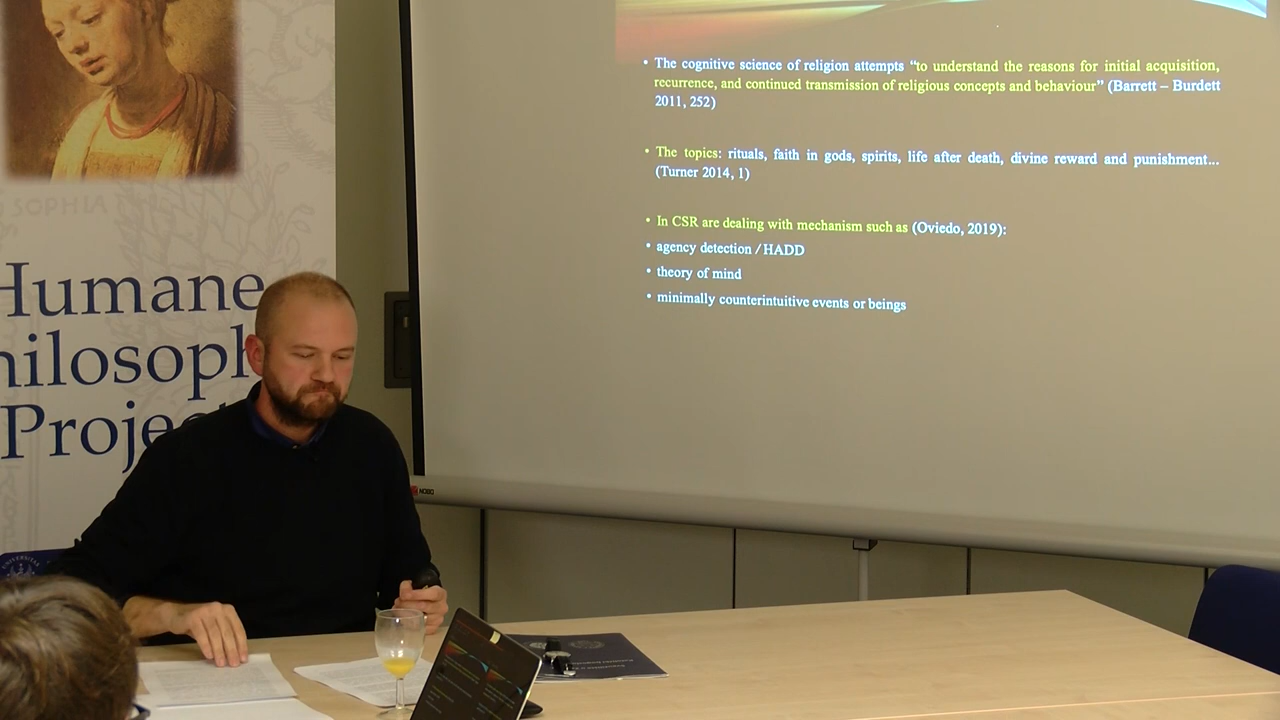 SOPHIA
Humane
hilosoph
Projec
• The cognitive science of religion attempts “to understand the reasons for initial acquisition,
recurrence, and continued transmission of religious concepts and behaviour” (Barrett – Burdett
2011, 252)
• The topics: rituals, faith in gods, spirits, life after death, divine reward and punishment...
(Turner 2014, 1)
• In CSR are dealing with mechanism such as (Oviedo, 2019):
• agency detection / HADD
• theory of mind
• minimally counterintuitive events or beings
NOBO